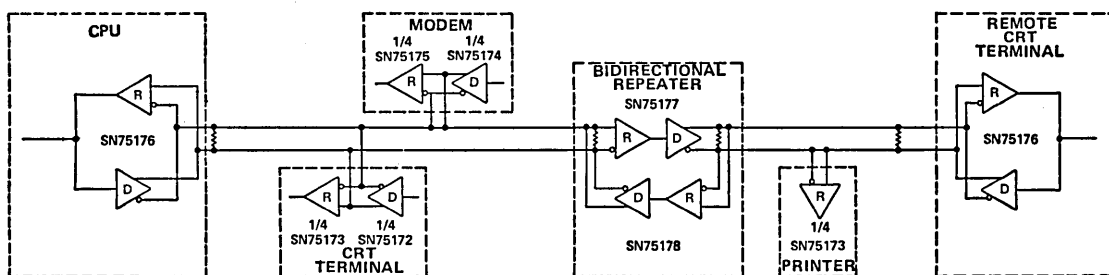 CPU
R
SN75176
D
MODEM
1/4
SN75175
1/4
SN75174
R
D
R
D
1/4
SN75173
1/4
SN75172
CRT
TERMINAL
BIDIRECTIONAL
REPEATER
SN75177
R
D
D
R
SN75178
R
1/4
SN75173
PRINTER
REMOTE
CRT
TERMINAL
R
SN75176
D